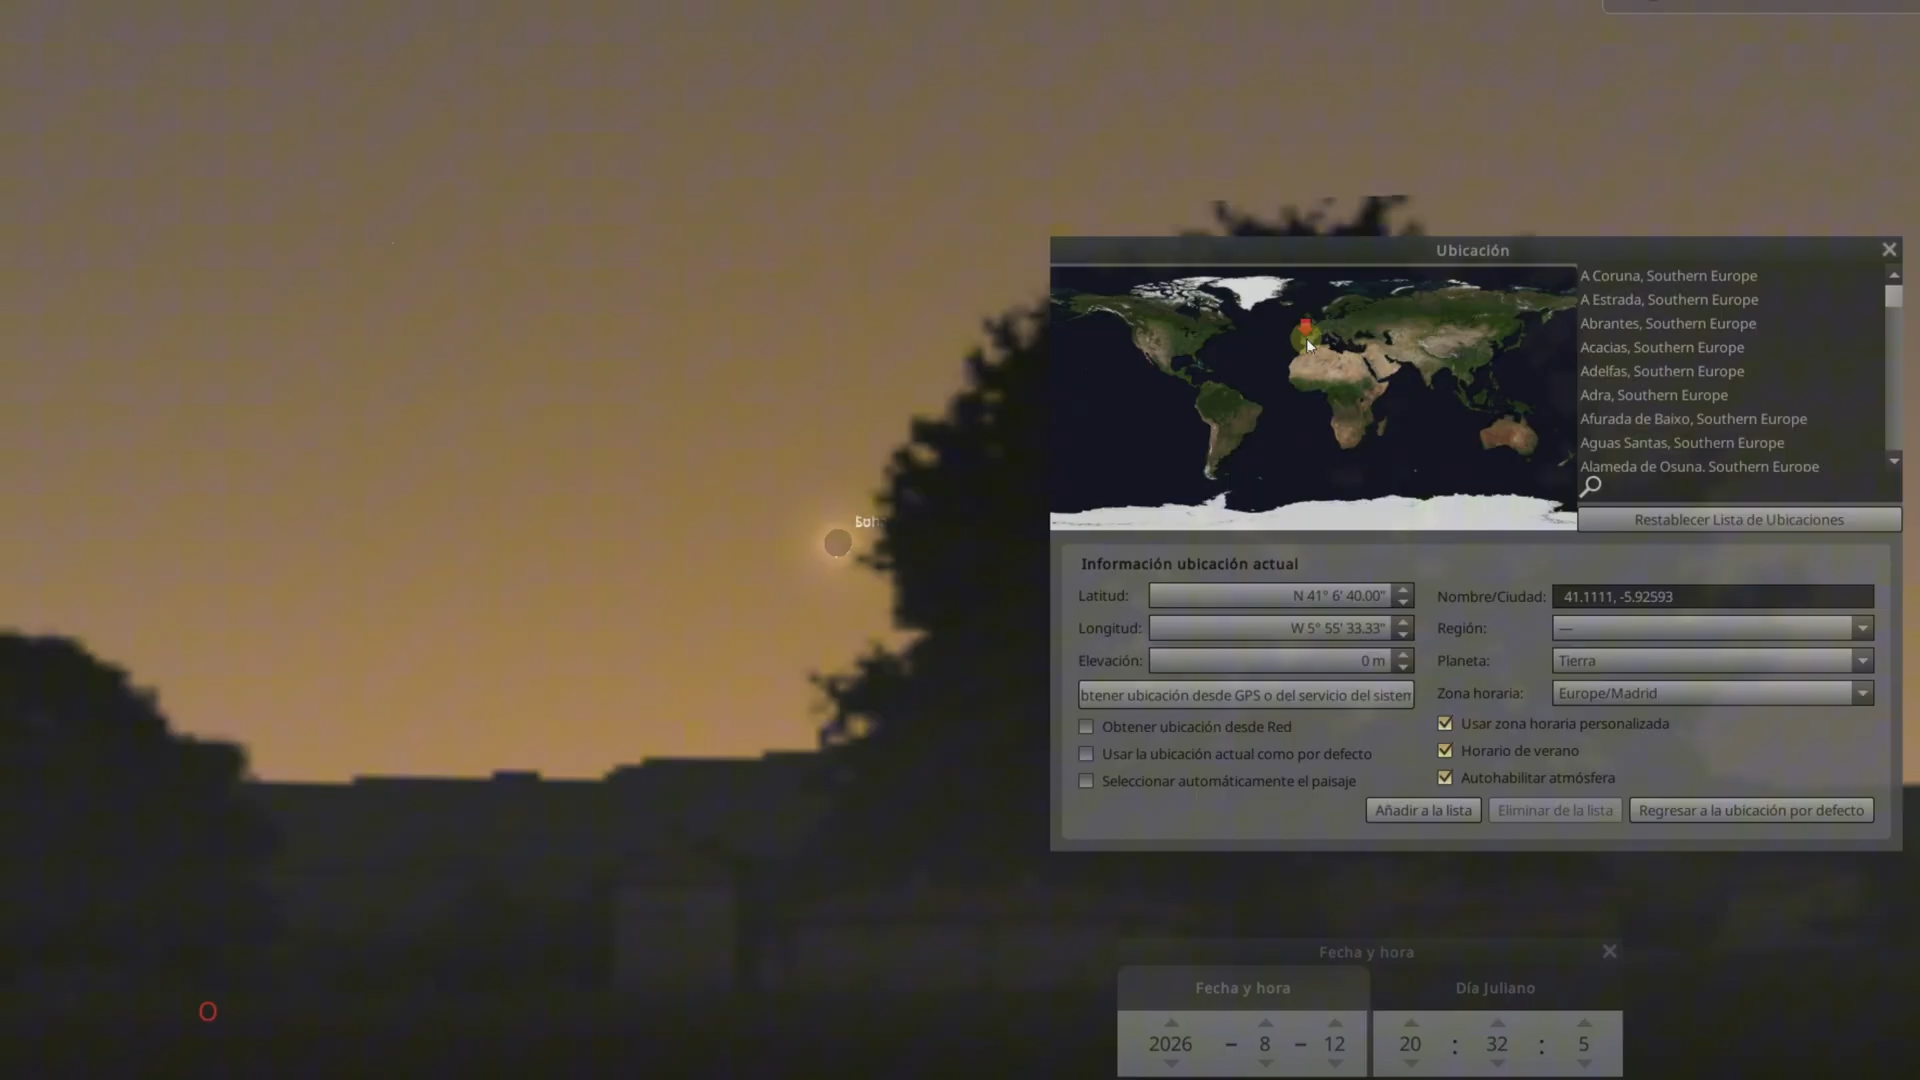 Ubicación
A Coruna, Southern Europe
A Estrada, Southern Europe
Abrantes, Southern Europe
Acacias, Southern Europe
Adelfas, Southern Europe
Adra, Southern Europe
Afurada de Baixo, Southern Europe
Aguas Santas, Southern Europe
Alameda de Osuna, Southern Europe
Restablecer Lista de Ubicaciones
Información ubicación actual
Latitud: N 41° 6' 40.00"
Nombre/Ciudad: 41.1111, -5.92593
Longitud: W 5° 55' 33.33"
Región: —
Elevación: 0 m
Planeta: Tierra
btener ubicación desde GPS o del servicio del sisten
Zona horaria: Europe/Madrid
Obtener ubicación desde Red
Usar zona horaria personalizada
Usar la ubicación actual como por defecto
Horario de verano
Seleccionar automáticamente el paisaje
Autohabilitar atmósfera
Añadir a la lista
Eliminar de la lista
Regresar a la ubicación por defecto
Fecha y hora
Fecha y hora
Día Juliano
O
2026 - 8 - 12
20 : 32 : 5